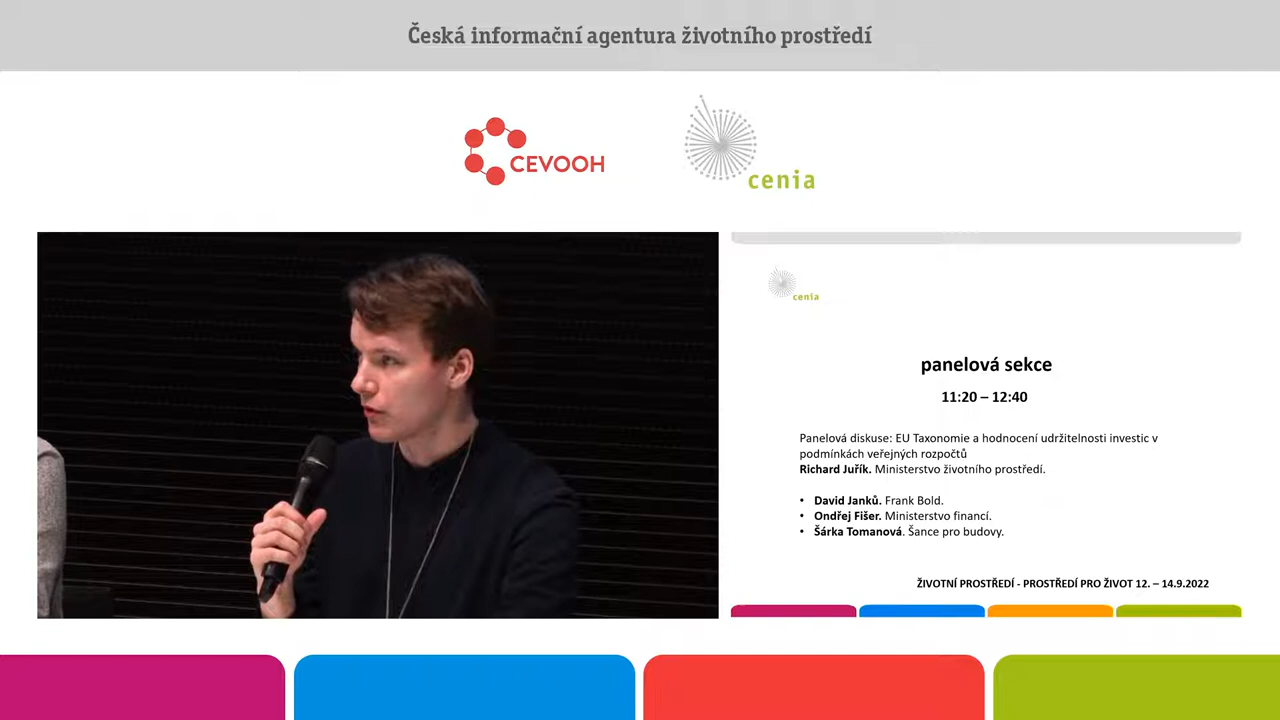 Česká informační agentura životního prostředí
CEVOOH
cenia
cenia
panelová sekce
11:20 – 12:40
Panelová diskuse: EU Taxonomie a hodnocení udržitelnosti investic v
podmínkách veřejných rozpočtů
Richard Juřík. Ministerstvo životního prostředí.
• David Janků. Frank Bold.
• Ondřej Fišer. Ministerstvo financí.
• Šárka Tomanová. Šance pro budovy.
ŽIVOTNÍ PROSTŘEDÍ - PROSTŘEDÍ PRO ŽIVOT 12. – 14.9.2022